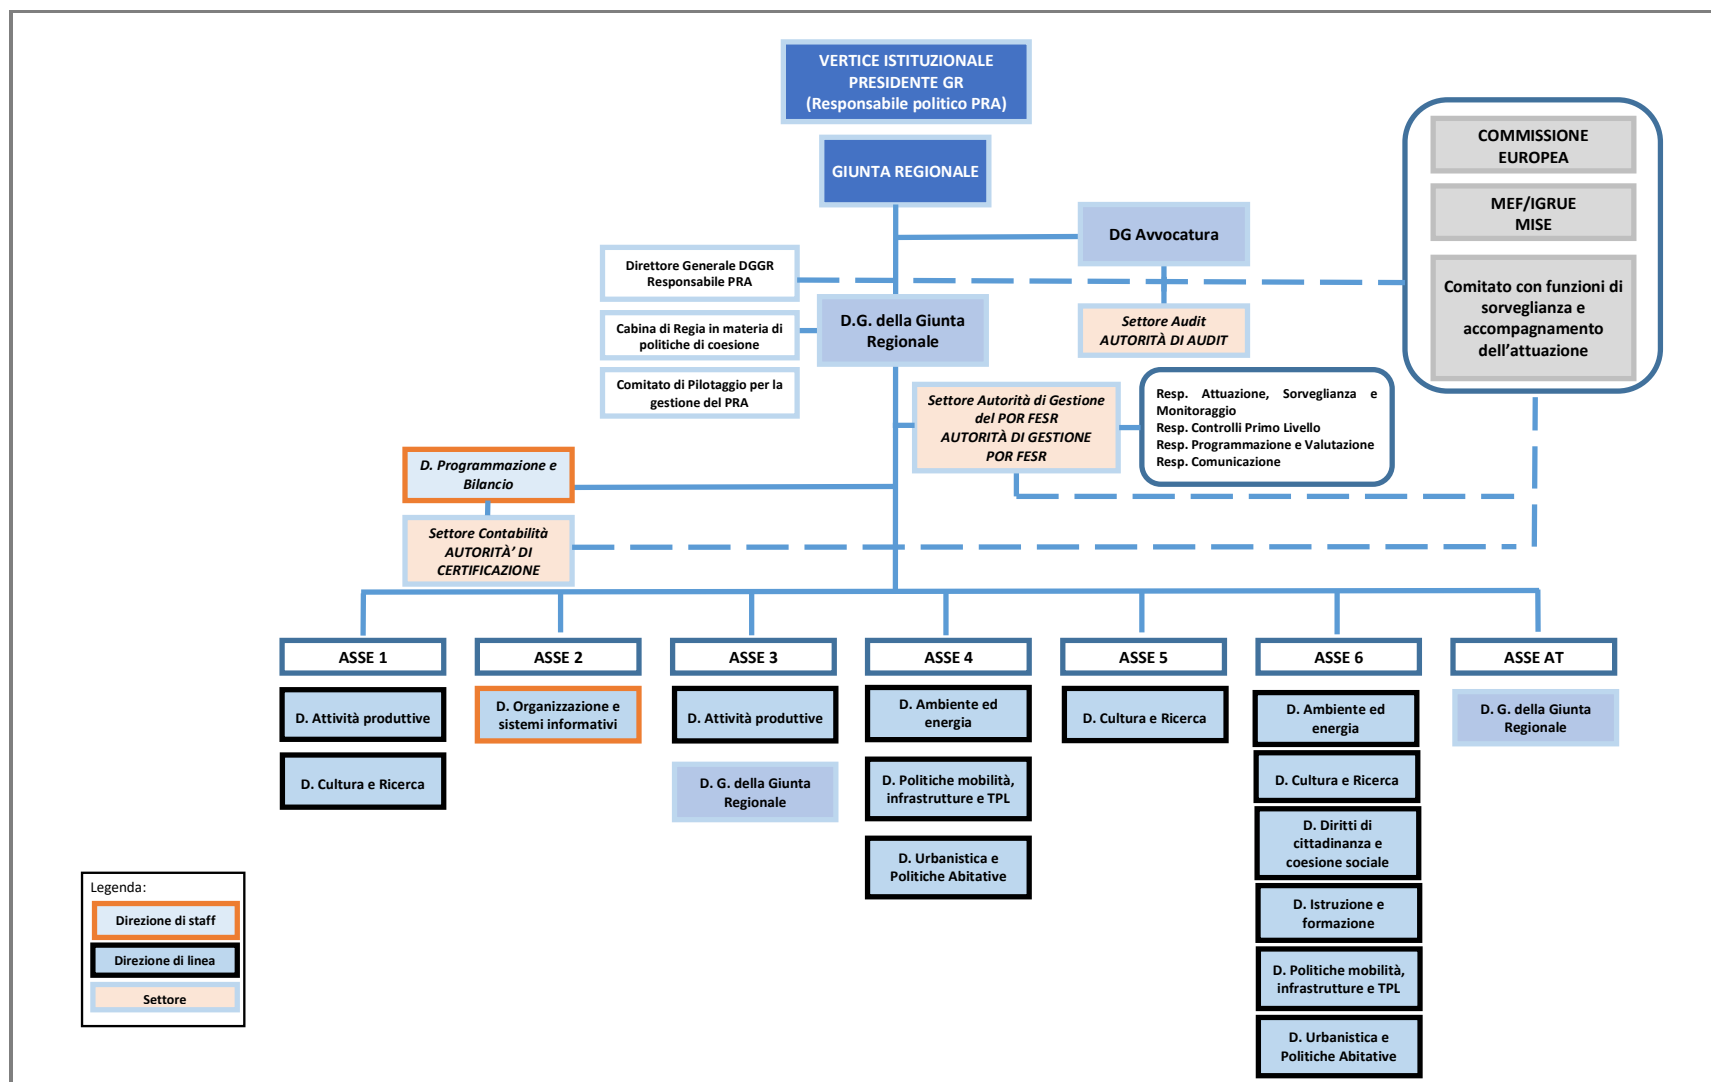 VERTICE ISTITUZIONALE
PRESIDENTE GR
(Responsabile politico PRA)
GIUNTA REGIONALE
COMMISSIONE
EUROPEA
MEF/IGRUE
MISE
Comitato con funzioni di
sorveglianza e
accompagnamento
dell'attuazione
DG Avvocatura
Direttore Generale DGGR
Responsabile PRA
Cabina di Regia in materia di
politiche di coesione
Comitato di Pilotaggio per la
gestione del PRA
D.G. della Giunta
Regionale
Settore Audit
AUTORITÀ DI AUDIT
Settore Autorità di Gestione
del POR FESR
AUTORITÀ DI GESTIONE
POR FESR
Resp. Attuazione, Sorveglianza e
Monitoraggio
Resp. Controlli Primo Livello
Resp. Programmazione e Valutazione
Resp. Comunicazione
D. Programmazione e
Bilancio
Settore Contabilità
AUTORITÀ’ DI
CERTIFICAZIONE
ASSE 1
D. Attività produttive
D. Cultura e Ricerca
ASSE 2
D. Organizzazione e
sistemi informativi
ASSE 3
D. Attività produttive
D. G. della Giunta
Regionale
ASSE 4
D. Ambiente ed
energia
D. Politiche mobilità,
infrastrutture e TPL
D. Urbanistica e
Politiche Abitative
ASSE 5
D. Cultura e Ricerca
ASSE 6
D. Ambiente ed
energia
D. Cultura e Ricerca
D. Diritti di
cittadinanza e
coesione sociale
D. Istruzione e
formazione
D. Politiche mobilità,
infrastrutture e TPL
D. Urbanistica e
Politiche Abitative
ASSE AT
D. G. della Giunta
Regionale
Legenda:
Direzione di staff
Direzione di linea
Settore